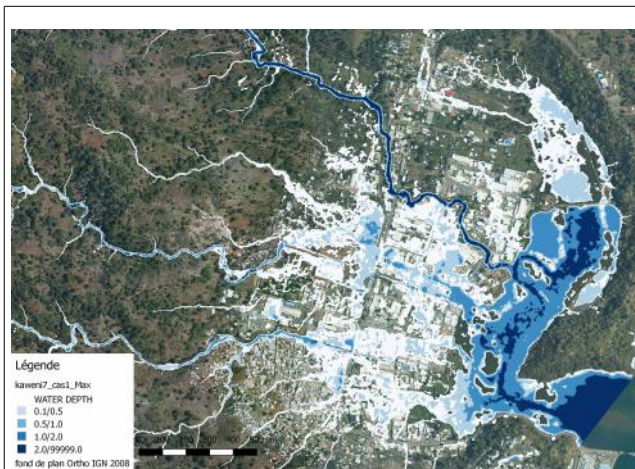 Légende
kaweni7_cas1_Max
WATER DEPTH
0.1/0.5
0.5/1.0
1.0/2.0
2.0/99999.0
fond de plan Ortho IGN 2008